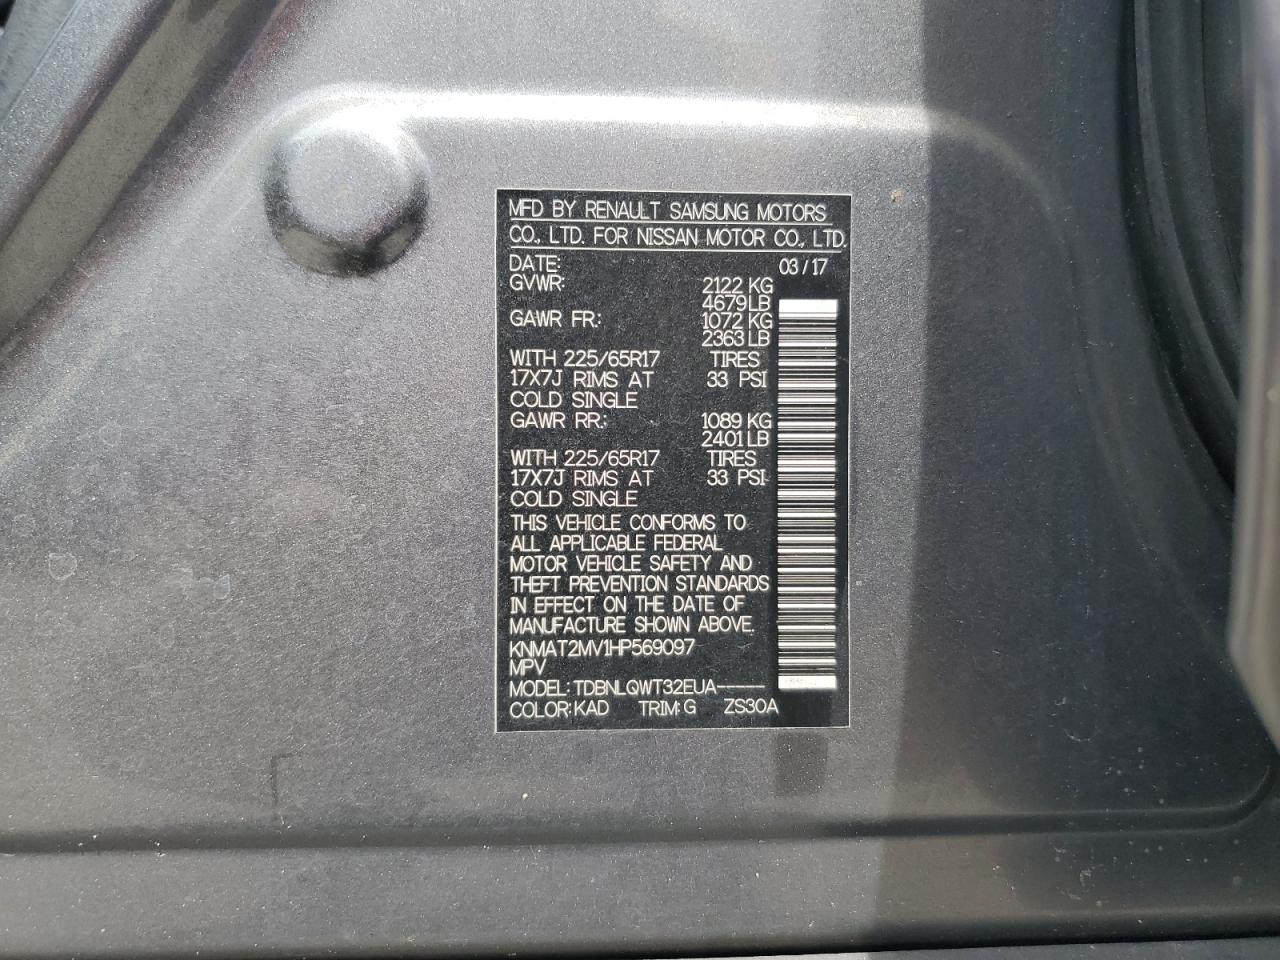 MFD BY RENAULT SAMSUNG MOTORS
CO., LTD. FOR NISSAN MOTOR CO., LTD.
DATE: 03/17
GVWR: 2122 KG
4679 LB
GAWR FR.: 1072 KG
2363 LB
WITH 225/65R17 TIRES
17X7J RIMS AT 33 PSI
COLD SINGLE
GAWR RR.: 1089 KG
2401 LB
WITH 225/65R17 TIRES
17X7J RIMS AT 33 PSI
COLD SINGLE
THIS VEHICLE CONFORMS TO
ALL APPLICABLE FEDERAL
MOTOR VEHICLE SAFETY AND
THEFT PREVENTION STANDARDS
IN EFFECT ON THE DATE OF
MANUFACTURE SHOWN ABOVE.
KNMAT2MV1HP569097
MPV
MODEL: TDBNLQWT32EUA-----
COLOR: KAD TRIM: G ZS30A